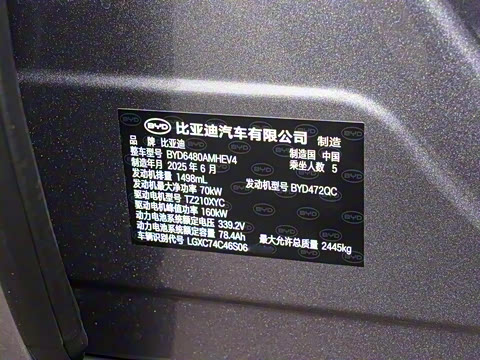 BYD 比亚迪汽车有限公司 制造
品 牌 比亚迪 制造国 中国
整车型号 BYD6480AMHEV4 乘坐人数 5
制造年月 2025 年 6 月
发动机排量 1498mL 发动机型号 BYD472QC
发动机最大净功率 70kW
驱动电机型号 TZ210XYC
驱动电机峰值功率 160kW
动力电池系统额定电压 339.2V
动力电池系统额定容量 78.4Ah 最大允许总质量 2445kg
车辆识别代号 LGXC74C46S06